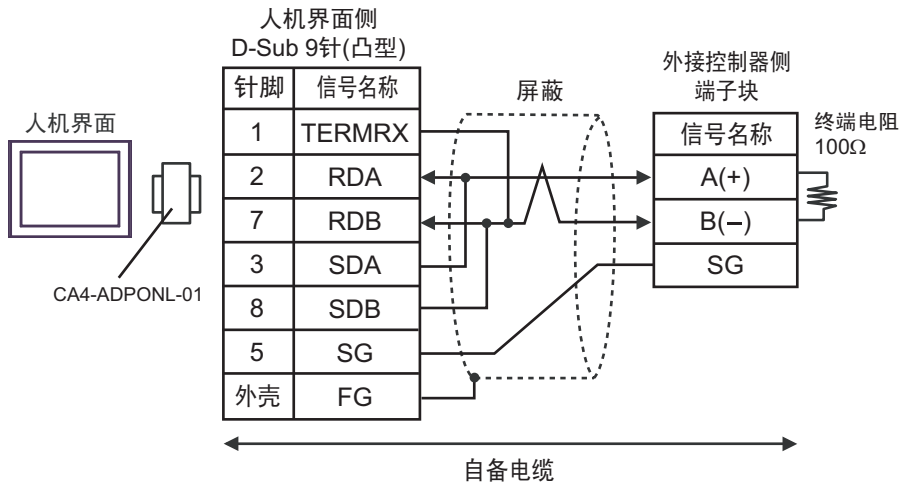 人机界面侧
D-Sub 9针(凸型)
外接控制器侧
端子块
人机界面
CA4-ADPONL-01
屏蔽
针脚 信号名称
1 TERMRX
2 RDA
7 RDB
3 SDA
8 SDB
5 SG
外壳 FG
信号名称
A(+)
B(−)
SG
终端电阻
100Ω
自备电缆